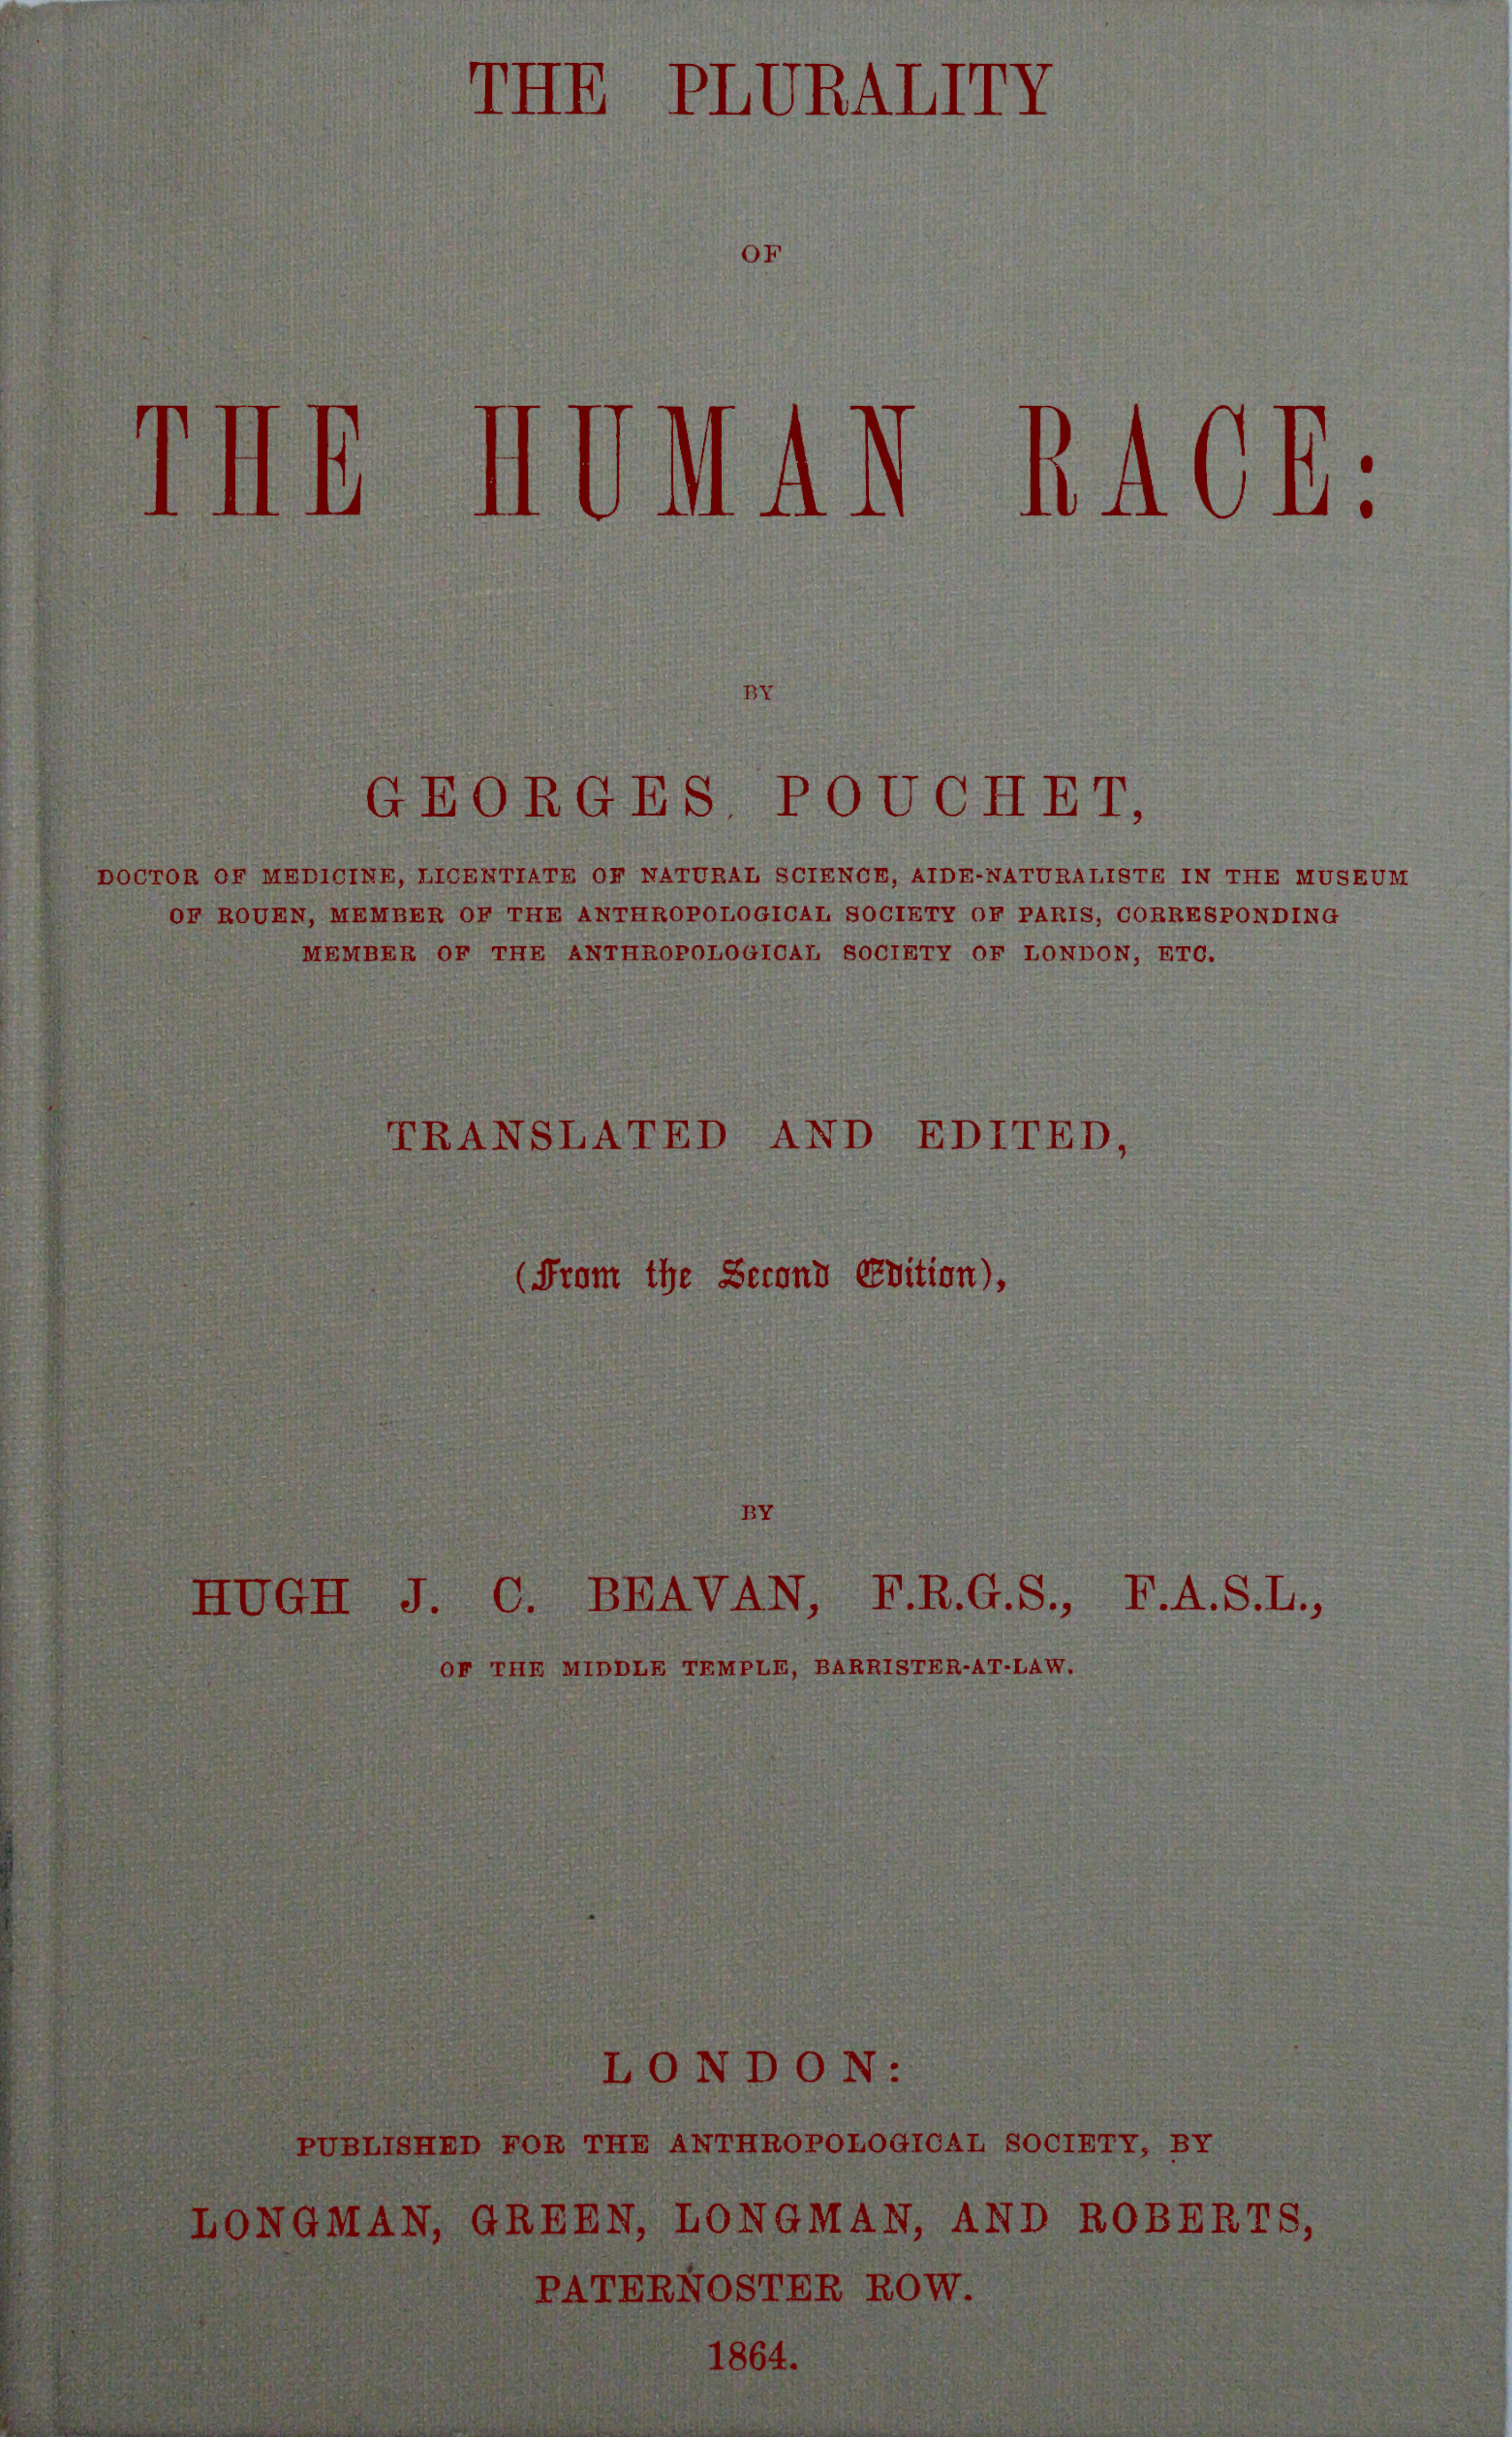 THE PLURALITY
OF
THE HUMAN RACE:
BY
GEORGES POUCHET,
DOCTOR OF MEDICINE, LICENTIATE OF NATURAL SCIENCE, AIDE-NATURALISTE IN THE MUSEUM
OF ROUEN, MEMBER OF THE ANTHROPOLOGICAL SOCIETY OF PARIS, CORRESPONDING
MEMBER OF THE ANTHROPOLOGICAL SOCIETY OF LONDON, ETC.
TRANSLATED AND EDITED,
(From the Second Edition),
BY
HUGH J. C. BEAVAN, F.R.G.S., F.A.S.L.,
OF THE MIDDLE TEMPLE, BARRISTER-AT-LAW.
LONDON:
PUBLISHED FOR THE ANTHROPOLOGICAL SOCIETY, BY
LONGMAN, GREEN, LONGMAN, AND ROBERTS,
PATERNOSTER ROW.
1864.